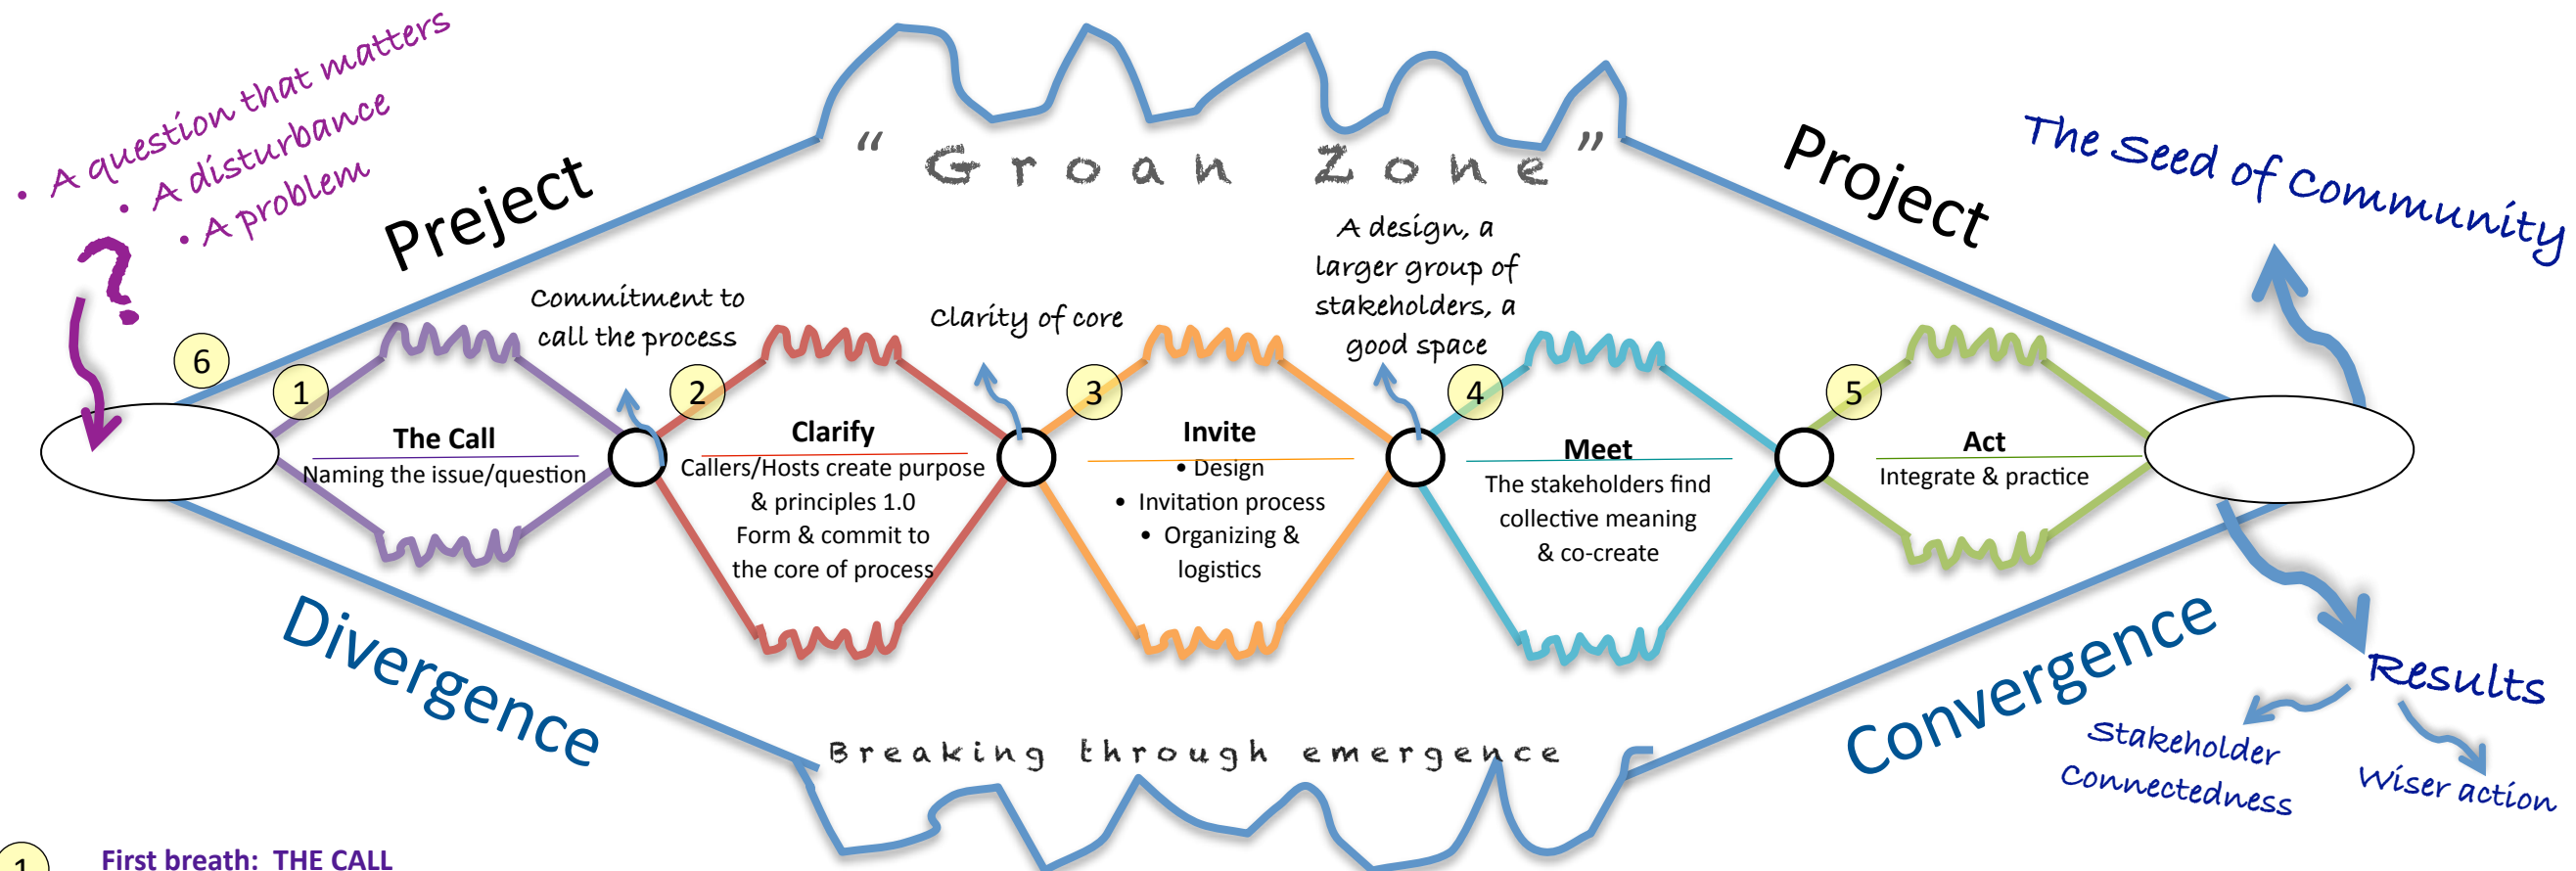 • A question that matters
• A disturbance
• A problem
?
Preject
“Groan Zone”
Project
The Seed of Community
Commitment to
call the process
Clarity of core
A design, a
larger group of
stakeholders, a
good space
6
1
2
3
4
5
The Call
Naming the issue/question
Clarify
Callers/Hosts create purpose
& principles 1.0
Form & commit to
the core of process
Invite
• Design
• Invitation process
• Organizing &
logistics
Meet
The stakeholders find
collective meaning
& co-create
Act
Integrate & practice
Divergence
Breaking through emergence
Convergence
Results
Stakeholder
Connectedness
Wiser action
1
First breath: THE CALL